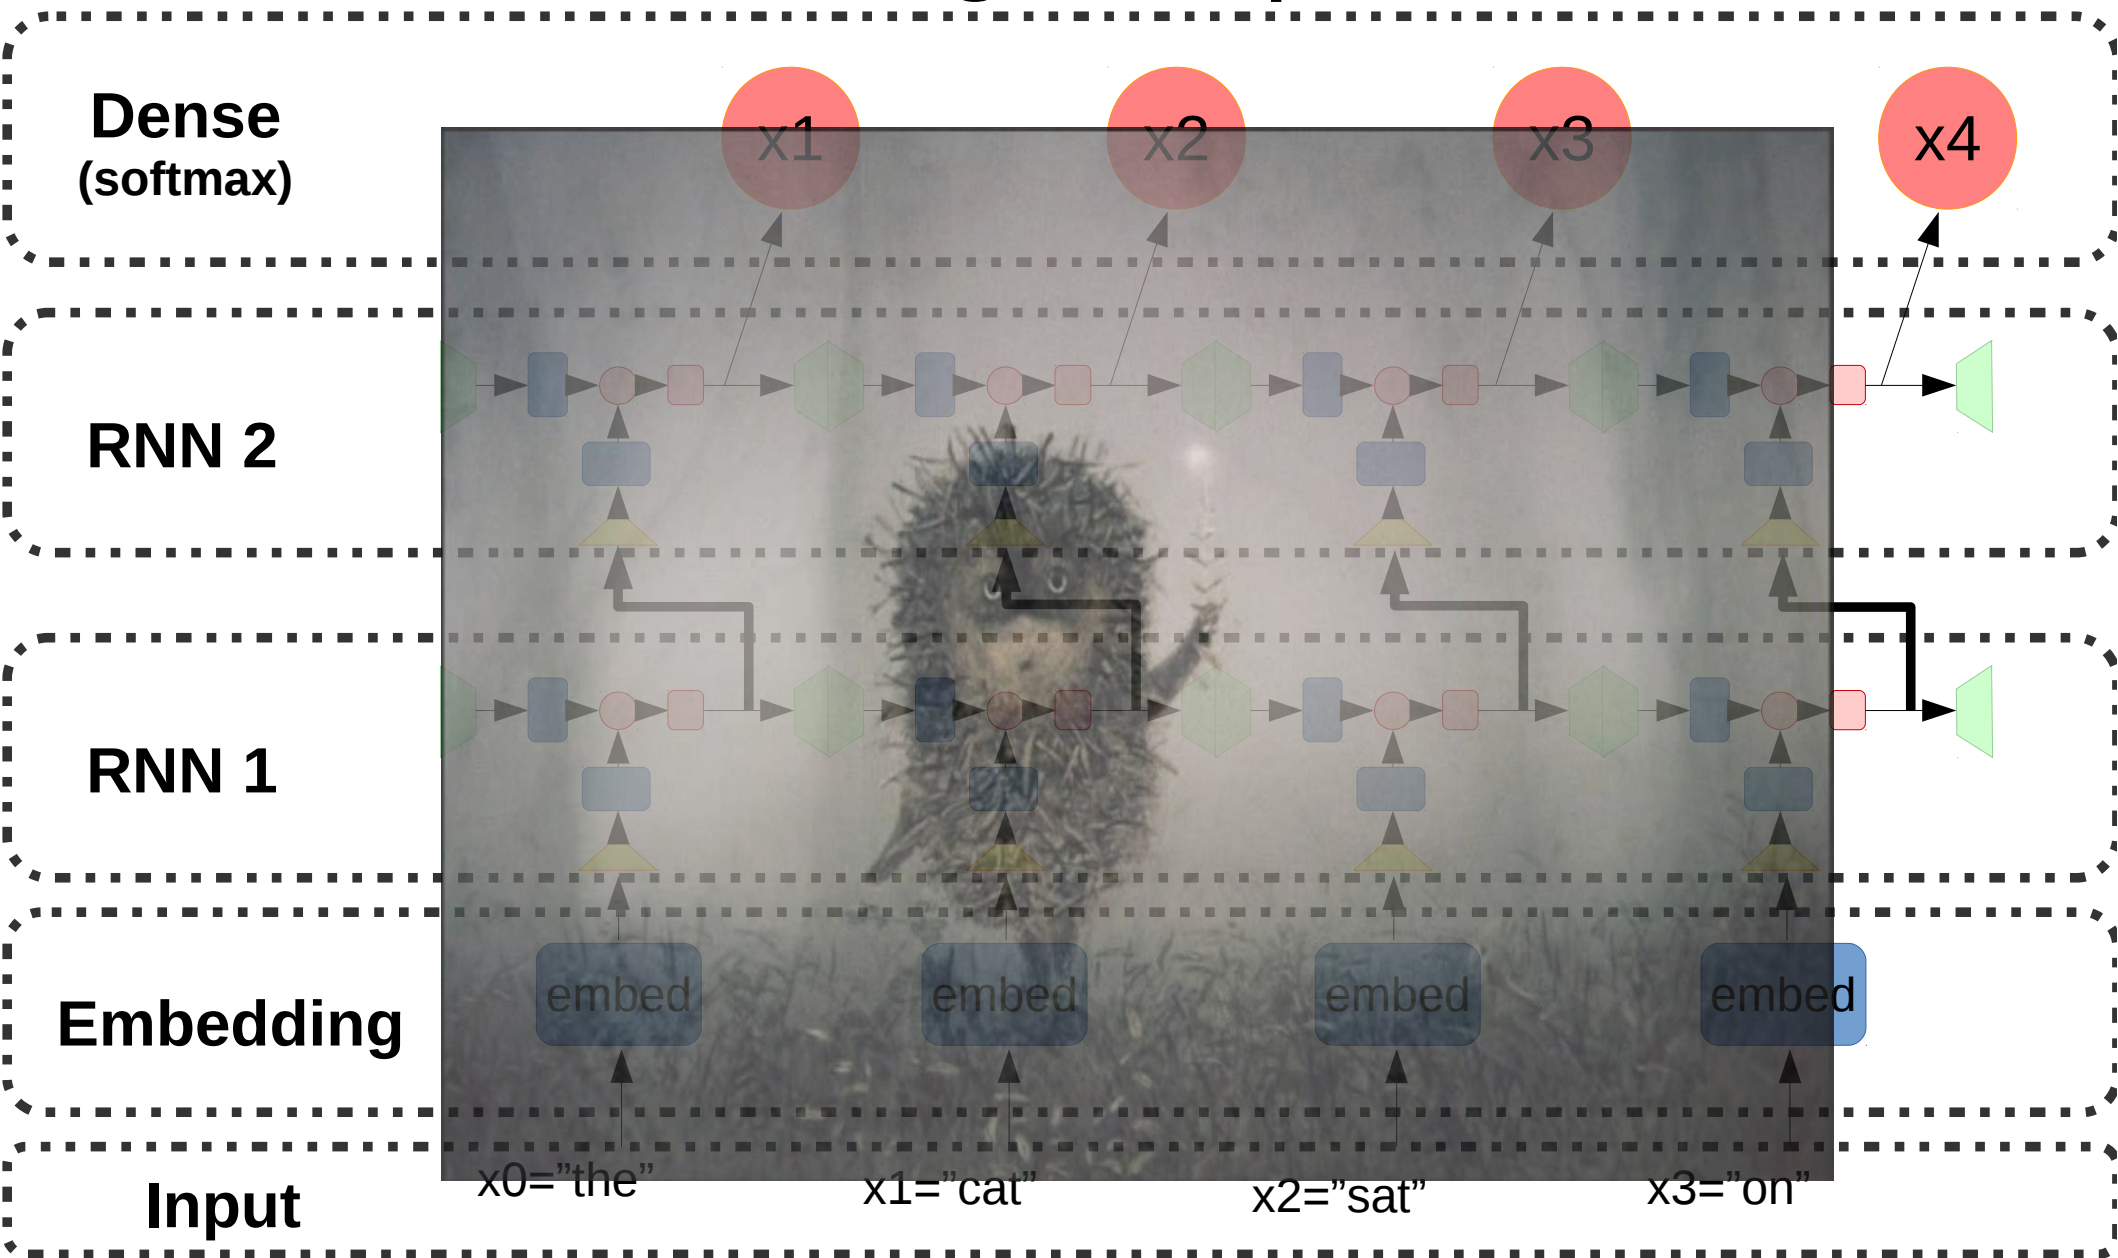 Dense
(softmax)
x1 x2 x3 x4
RNN 2
RNN 1
Embedding
embed embed embed embed
Input
x0=”the” x1=”cat” x2=”sat” x3=”on”